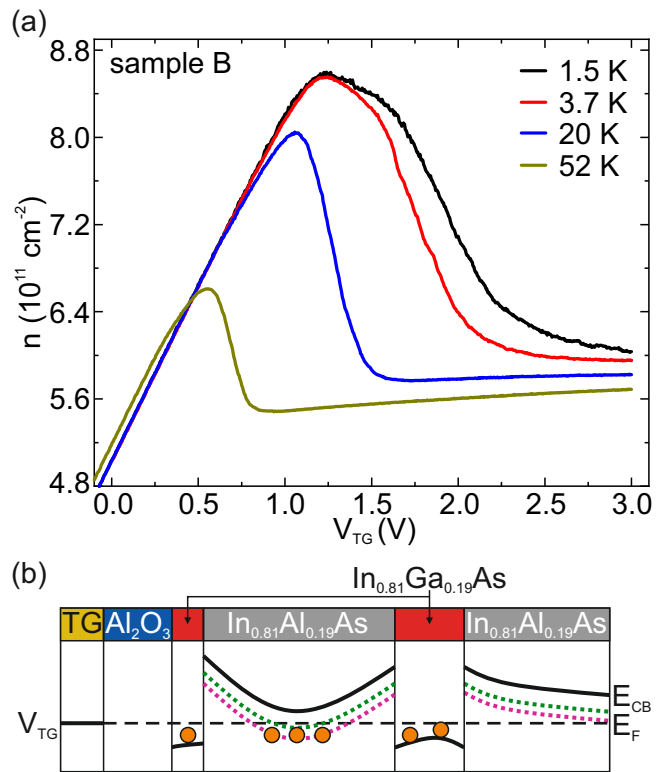 (a)
sample B
1.5 K
3.7 K
20 K
52 K
n (10¹¹ cm⁻²)
8.8
8.0
7.2
6.4
5.6
4.8
0.0 0.5 1.0 1.5 2.0 2.5 3.0
V_TG (V)
(b)
In₀.₈₁Ga₀.₁₉As
TG Al₂O₃ In₀.₈₁Al₀.₁₉As In₀.₈₁Al₀.₁₉As
E_CB
V_TG E_F